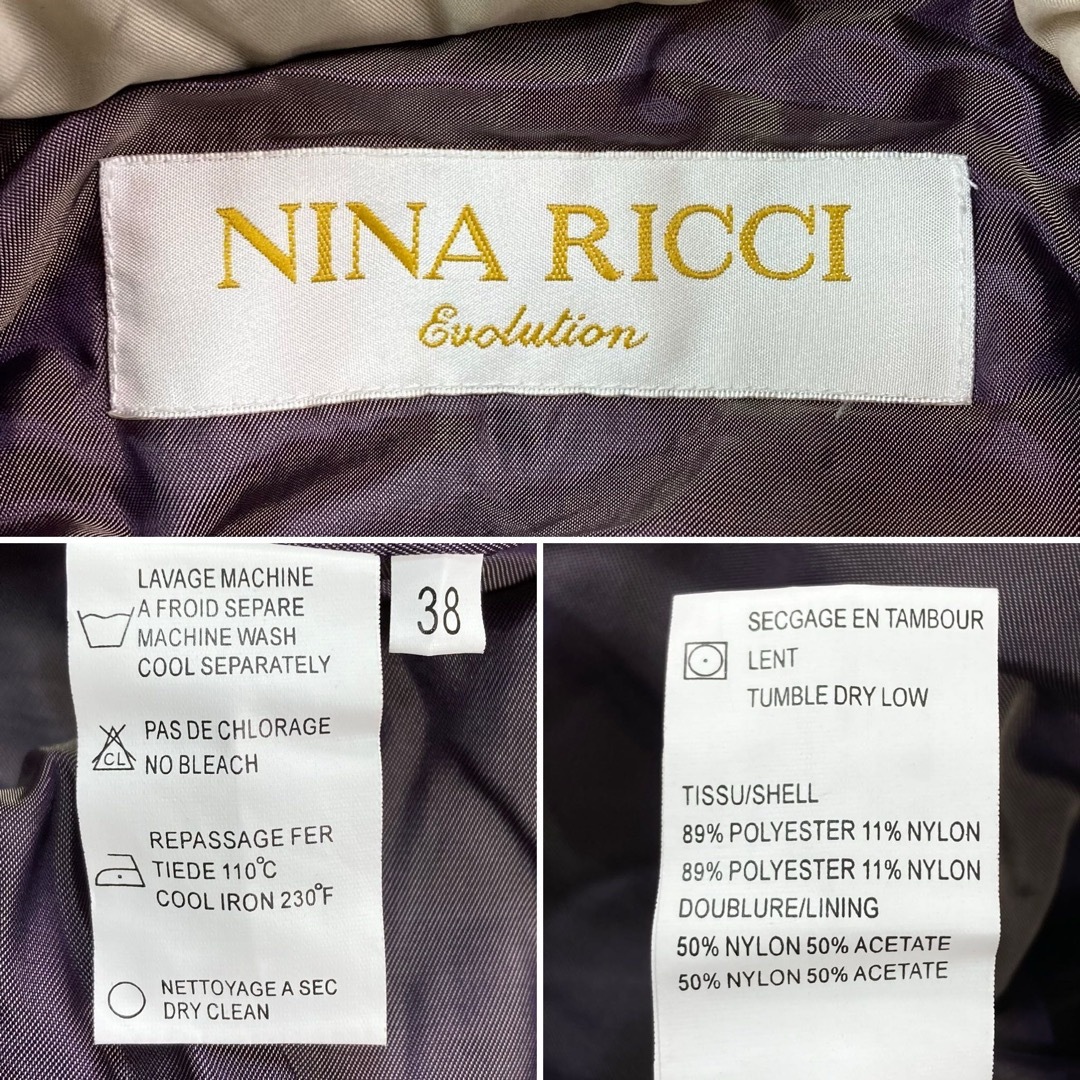 NINA RICCI
Evolution
LAVAGE MACHINE
A FROID SEPARE
MACHINE WASH
COOL SEPARATELY
CL
PAS DE CHLORAGE
NO BLEACH
REPASSAGE FER
TIEDE 110℃
COOL IRON 230℉
NETTOYAGE A SEC
DRY CLEAN
38
SECGAGE EN TAMBOUR
LENT
TUMBLE DRY LOW
TISSU/SHELL
89% POLYESTER 11% NYLON
89% POLYESTER 11% NYLON
DOUBLURE/LINING
50% NYLON 50% ACETATE
50% NYLON 50% ACETATE